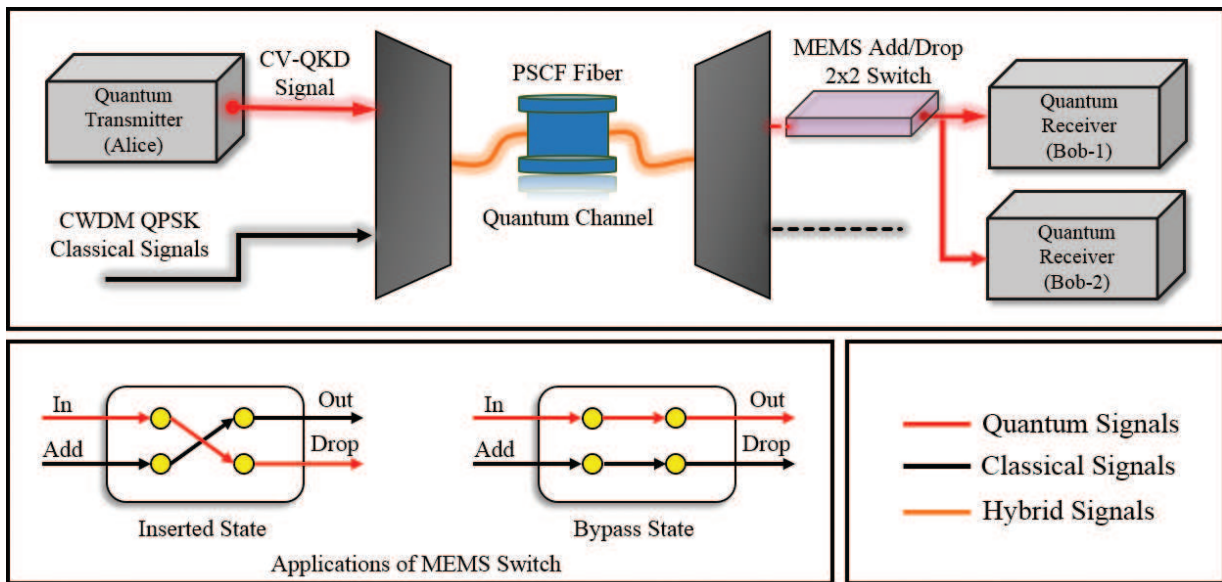 Quantum
Transmitter
(Alice)
CV-QKD
Signal
CWDM QPSK
Classical Signals
PSCF Fiber
Quantum Channel
MEMS Add/Drop
2x2 Switch
Quantum
Receiver
(Bob-1)
Quantum
Receiver
(Bob-2)
In
Out
Add
Drop
Inserted State
In
Out
Add
Drop
Bypass State
Applications of MEMS Switch
Quantum Signals
Classical Signals
Hybrid Signals